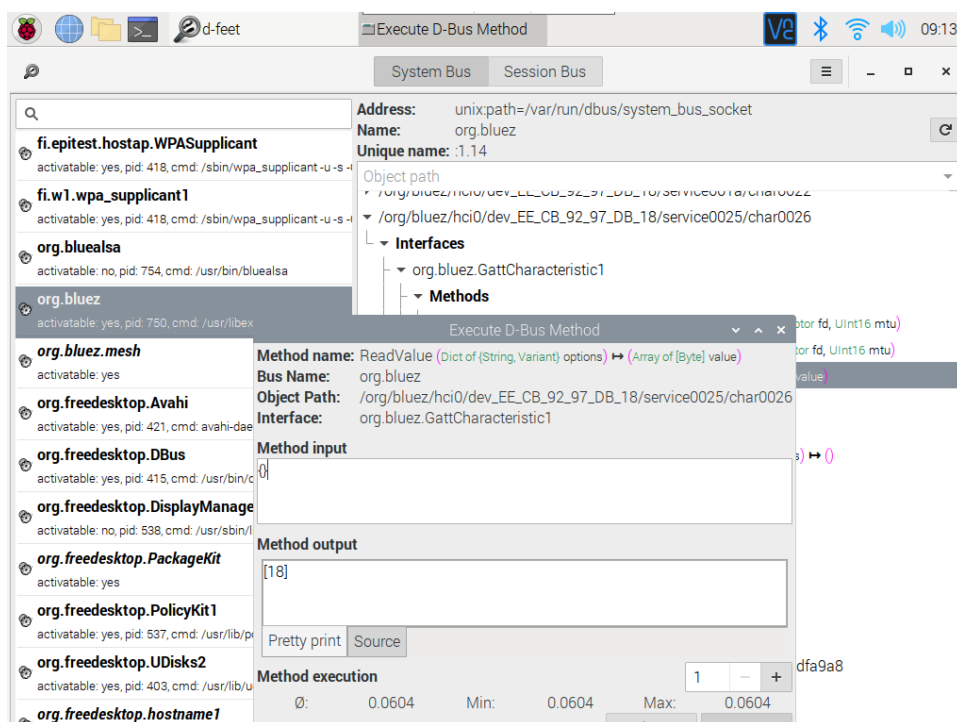 d-feet
Execute D-Bus Method
09:13
System Bus
Session Bus
Address: unix:path=/var/run/dbus/system_bus_socket
Name: org.bluez
Unique name: :1.14
Object path
fi.epitest.hostap.WPASupplicant
activatable: yes, pid: 418, cmd: /sbin/wpa_supplicant -u -s -
fi.w1.wpa_supplicant1
activatable: yes, pid: 418, cmd: /sbin/wpa_supplicant -u -s -
org.bluealsa
activatable: no, pid: 754, cmd: /usr/bin/bluealsa
org.bluez
activatable: yes, pid: 750, cmd: /usr/libex
org.bluez.mesh
activatable: yes
org.freedesktop.Avahi
activatable: yes, pid: 421, cmd: avahi-dae
org.freedesktop.DBus
activatable: yes, pid: 415, cmd: /usr/bin/d
org.freedesktop.DisplayManage
activatable: no, pid: 538, cmd: /usr/sbin/l
org.freedesktop.PackageKit
activatable: yes
org.freedesktop.PolicyKit1
activatable: yes, pid: 537, cmd: /usr/lib/po
org.freedesktop.UDisks2
activatable: yes, pid: 403, cmd: /usr/lib/u
org.freedesktop.hostname1
/org/bluez/hci0/dev_EE_CB_92_97_DB_18/service001a/char0022
/org/bluez/hci0/dev_EE_CB_92_97_DB_18/service0025/char0026
Interfaces
org.bluez.GattCharacteristic1
Methods
ptor fd, UInt16 mtu)
tor fd, UInt16 mtu)
value)
s) ↦ ()
dfa9a8
Execute D-Bus Method
Method name: ReadValue (Dict of {String, Variant} options) ↦ (Array of [Byte] value)
Bus Name: org.bluez
Object Path: /org/bluez/hci0/dev_EE_CB_92_97_DB_18/service0025/char0026
Interface: org.bluez.GattCharacteristic1
Method input
{}
Method output
[18]
Pretty print
Source
Method execution
1
Ø: 0.0604 Min: 0.0604 Max: 0.0604